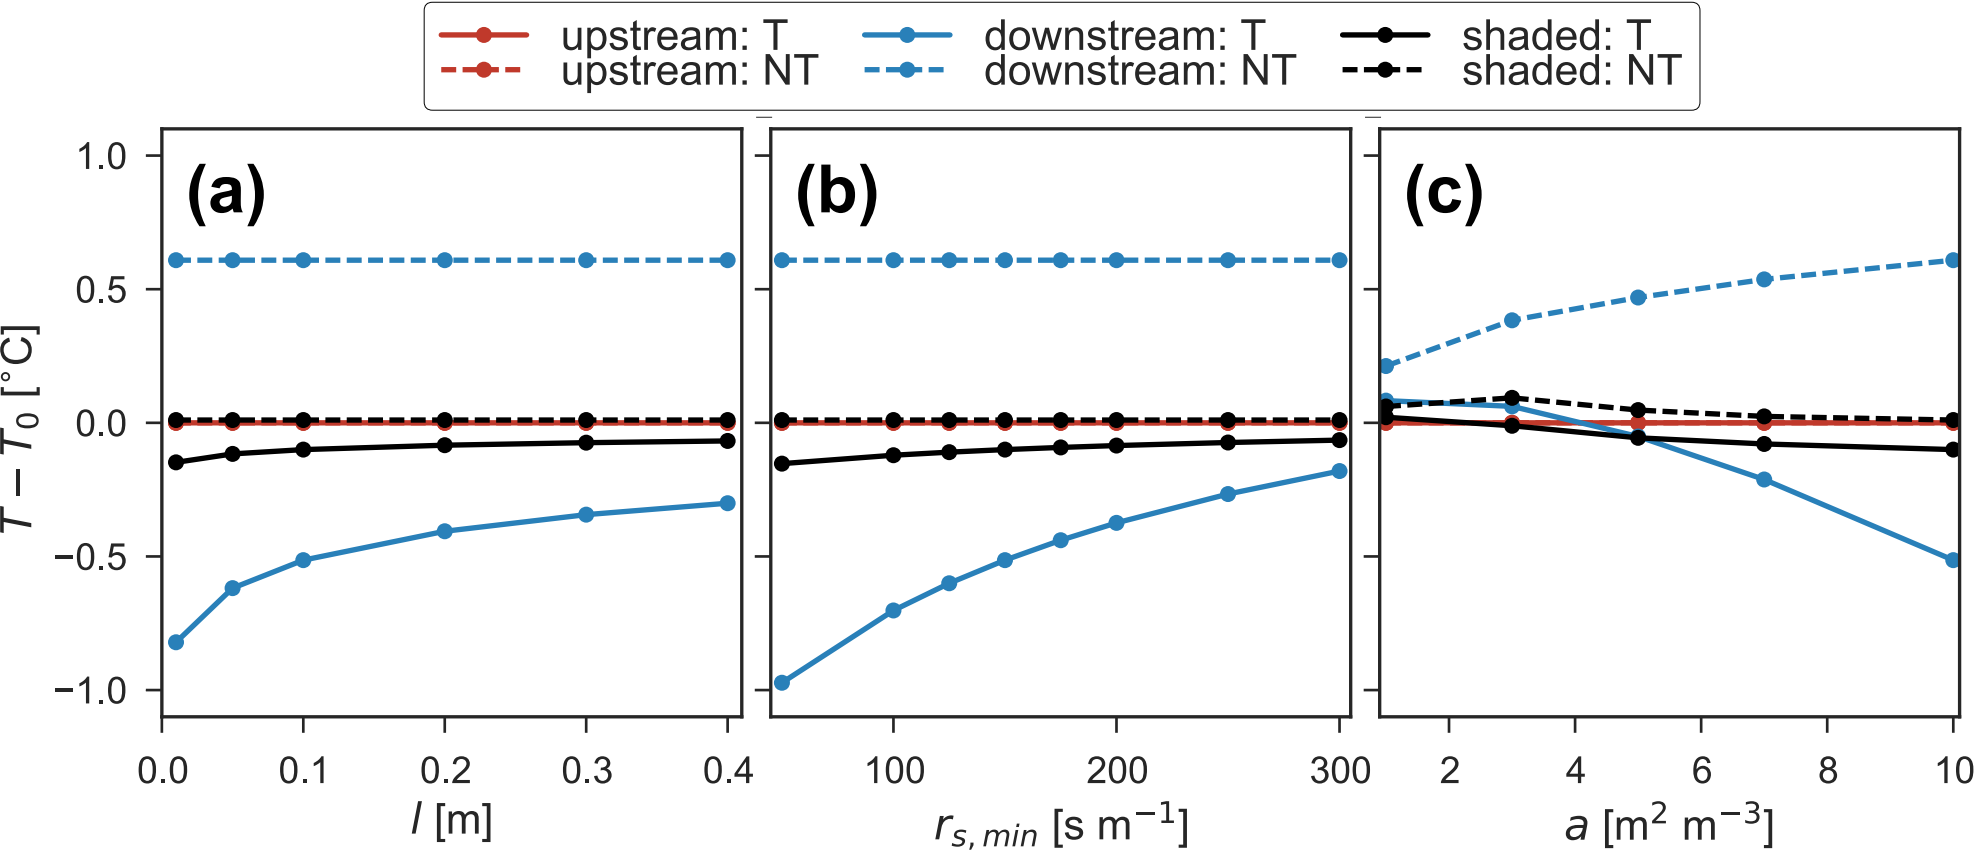 upstream: T downstream: T shaded: T
upstream: NT downstream: NT shaded: NT
(a) (b) (c)
1.0
0.5
0.0
−0.5
−1.0
T − T₀ [°C]
0.0 0.1 0.2 0.3 0.4 100 200 300 2 4 6 8 10
l [m] r_{s, min} [s m⁻¹] a [m² m⁻³]